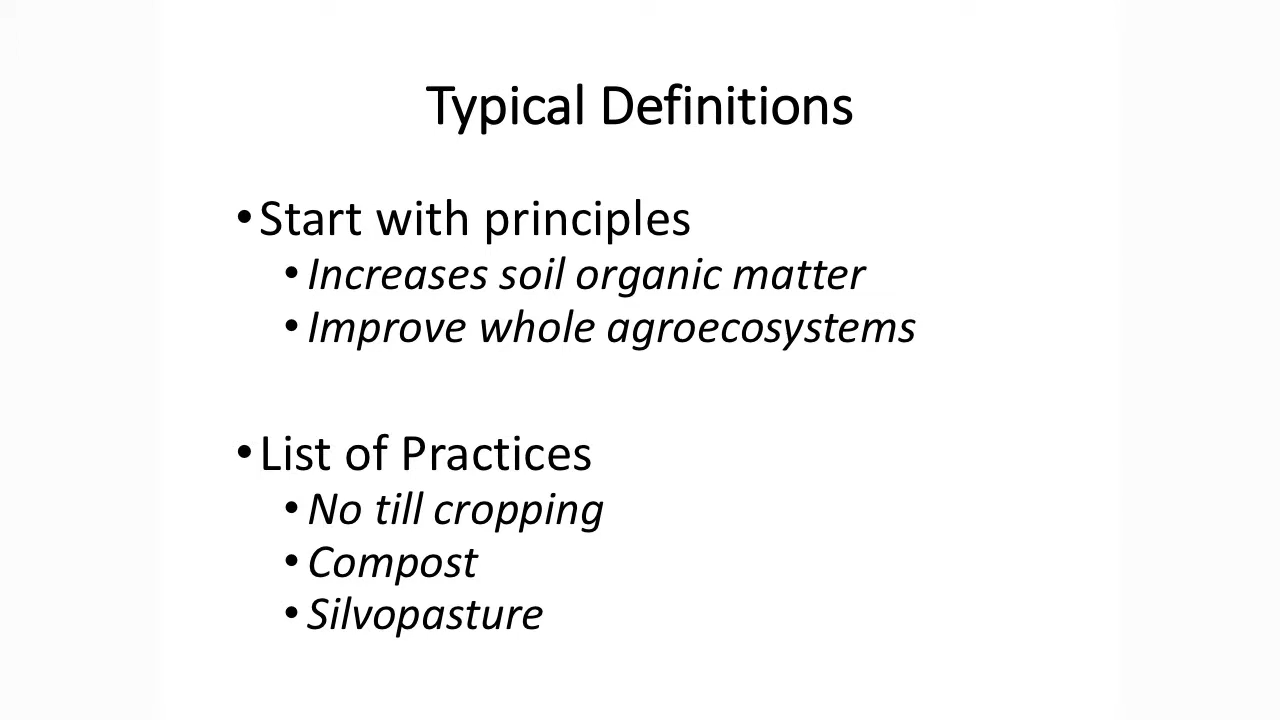 Typical Definitions
•Start with principles
•Increases soil organic matter
•Improve whole agroecosystems
•List of Practices
•No till cropping
•Compost
•Silvopasture